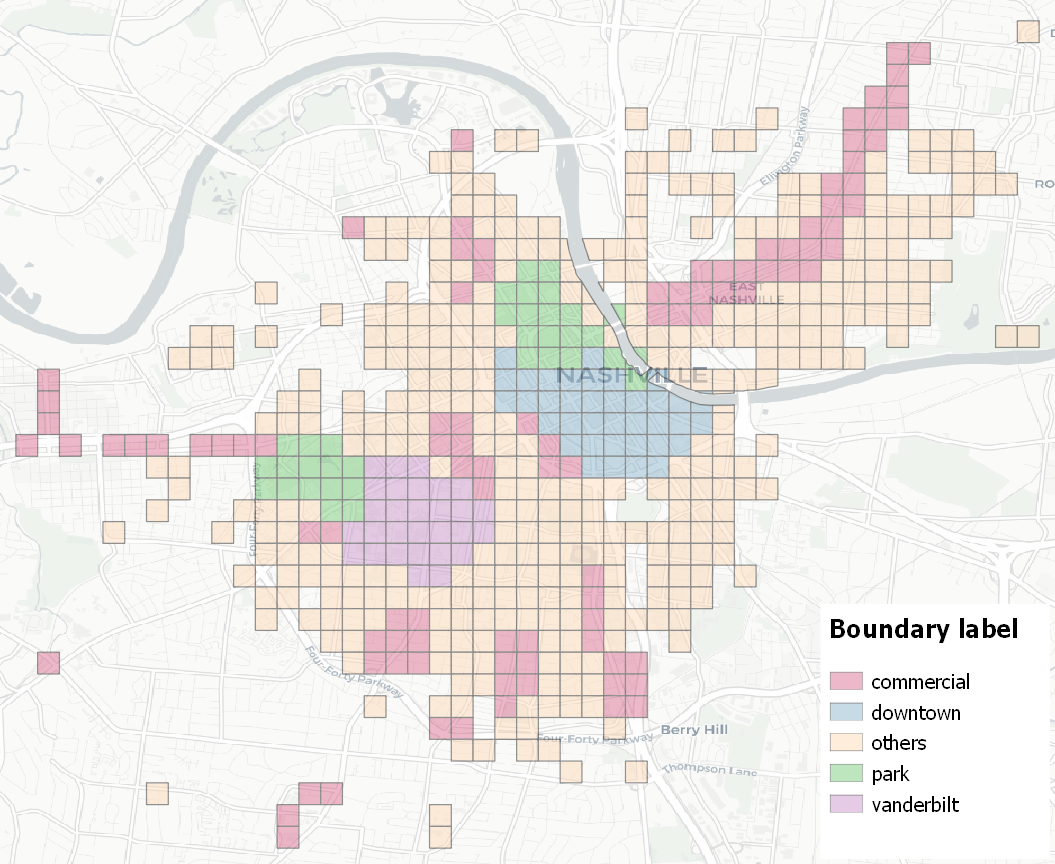 D
Ellington Parkway
RO
EAST
NASHVILLE
NASHVILLE
Four Forty Parkway
Four-Forty Parkway
Four-Forty Parkway
Berry Hill
Thompson Lane
Boundary label
commercial
downtown
others
park
vanderbilt